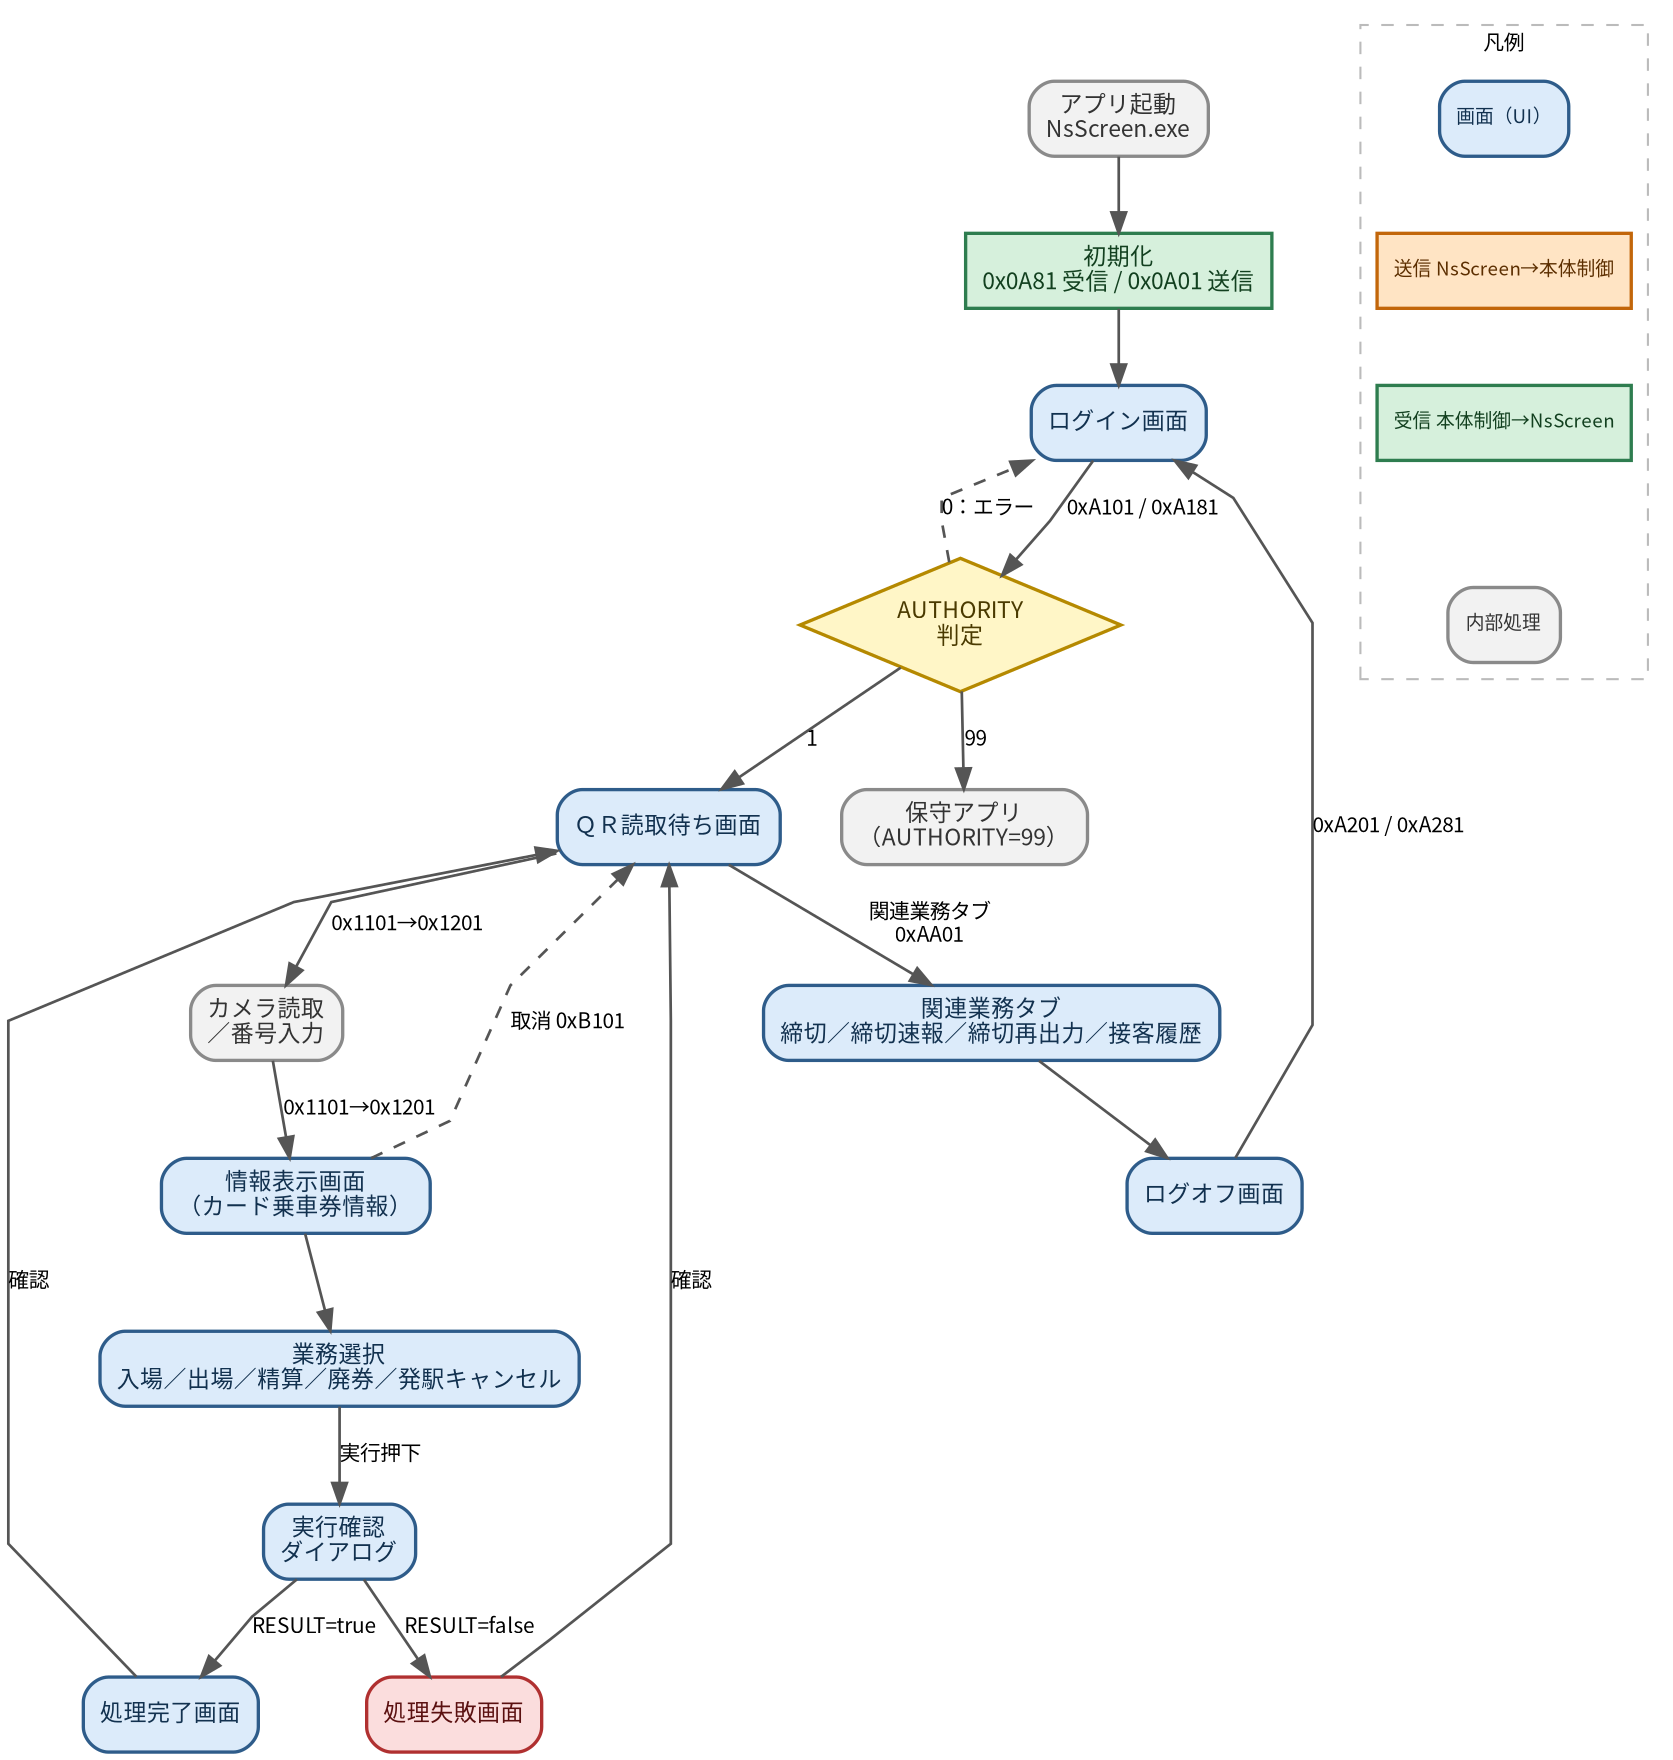 凡例
アプリ起動
NsScreen.exe
画面（UI）
初期化
0x0A81 受信 / 0x0A01 送信
送信 NsScreen→本体制御
ログイン画面
受信 本体制御→NsScreen
0：エラー
0xA101 / 0xA181
AUTHORITY
判定
内部処理
1
99
ＱＲ読取待ち画面
保守アプリ
（AUTHORITY=99）
0xA201 / 0xA281
0x1101→0x1201
関連業務タブ
0xAA01
カメラ読取
／番号入力
取消 0xB101
関連業務タブ
締切／締切速報／締切再出力／接客履歴
0x1101→0x1201
情報表示画面
（カード乗車券情報）
ログオフ画面
確認
確認
業務選択
入場／出場／精算／廃券／発駅キャンセル
実行押下
実行確認
ダイアログ
RESULT=true
RESULT=false
処理完了画面
処理失敗画面